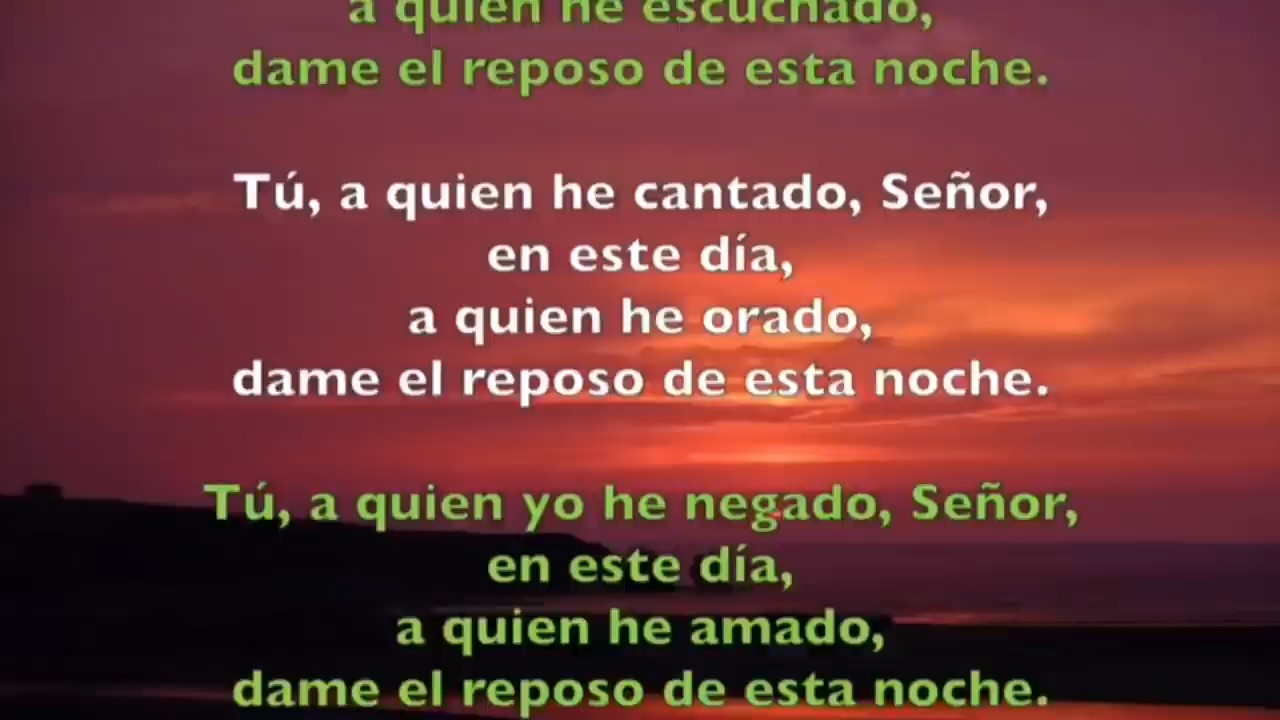 a quien he escuchado,
dame el reposo de esta noche.
Tú, a quien he cantado, Señor,
en este día,
a quien he orado,
dame el reposo de esta noche.
Tú, a quien yo he negado, Señor,
en este día,
a quien he amado,
dame el reposo de esta noche.